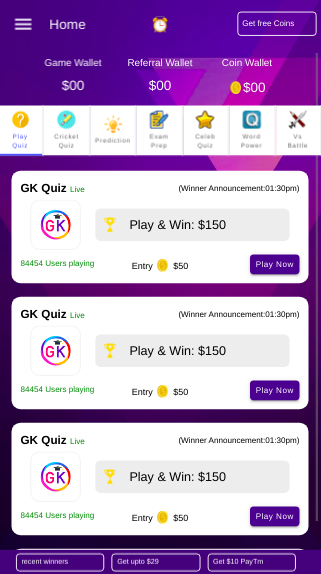 Home
Get free Coins
Game Wallet Referral Wallet Coin Wallet
$00 $00 $00
Play Quiz
Cricket Quiz
Prediction
Exam Prep
Celeb Quiz
Word Power
Vs Battle
GK Quiz Live (Winner Announcement:01:30pm)
GK Play & Win: $150
84454 Users playing Entry $50 Play Now
GK Quiz Live (Winner Announcement:01:30pm)
GK Play & Win: $150
84454 Users playing Entry $50 Play Now
GK Quiz Live (Winner Announcement:01:30pm)
GK Play & Win: $150
84454 Users playing Entry $50 Play Now
recent winners Get upto $29 Get $10 PayTm